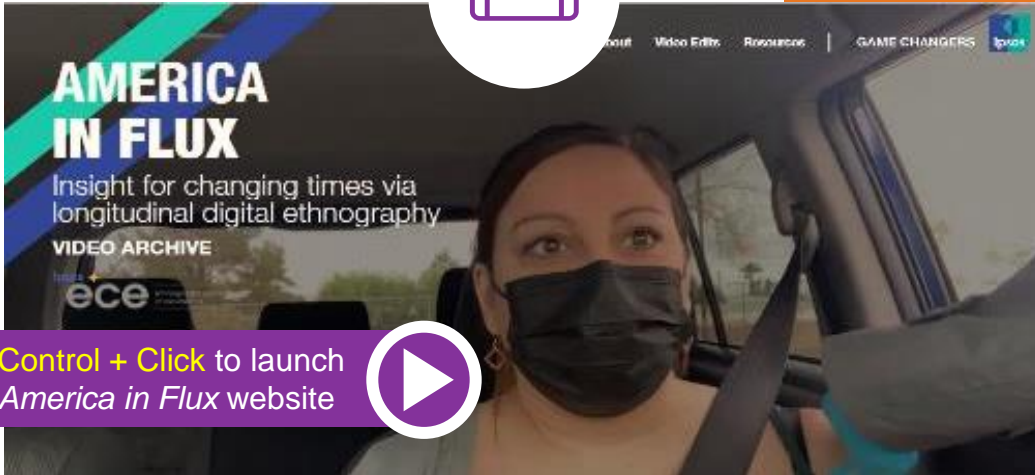 Video Edits Resources | GAME CHANGERS Ipsos
AMERICA
IN FLUX
Insight for changing times via
longitudinal digital ethnography
VIDEO ARCHIVE
ece
Control + Click to launch
America in Flux website